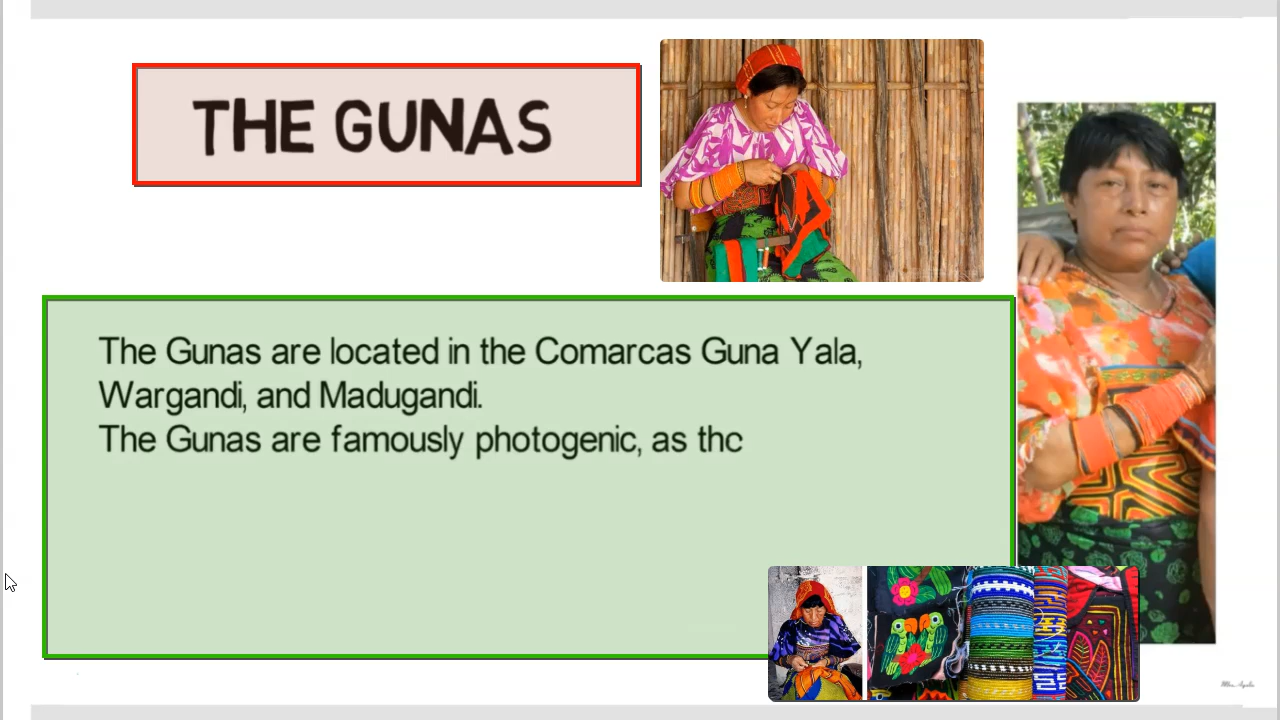 THE GUNAS
The Gunas are located in the Comarcas Guna Yala,
Wargandi, and Madugandi.
The Gunas are famously photogenic, as